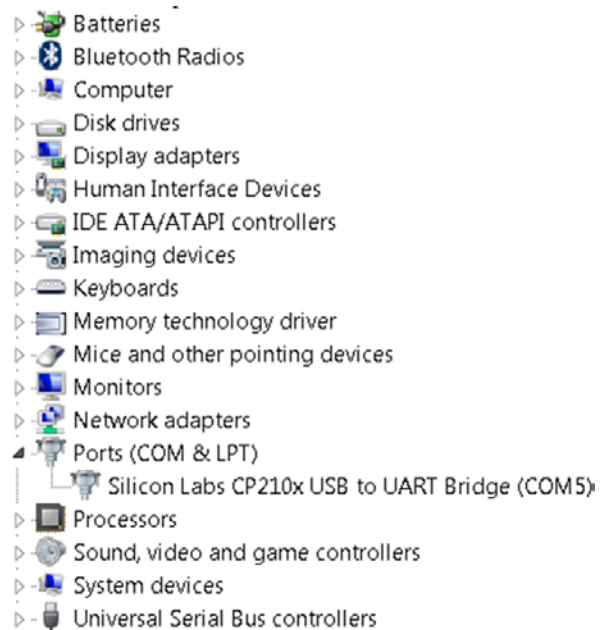 Batteries
Bluetooth Radios
Computer
Disk drives
Display adapters
Human Interface Devices
IDE ATA/ATAPI controllers
Imaging devices
Keyboards
Memory technology driver
Mice and other pointing devices
Monitors
Network adapters
Ports (COM & LPT)
Silicon Labs CP210x USB to UART Bridge (COM5)
Processors
Sound, video and game controllers
System devices
Universal Serial Bus controllers